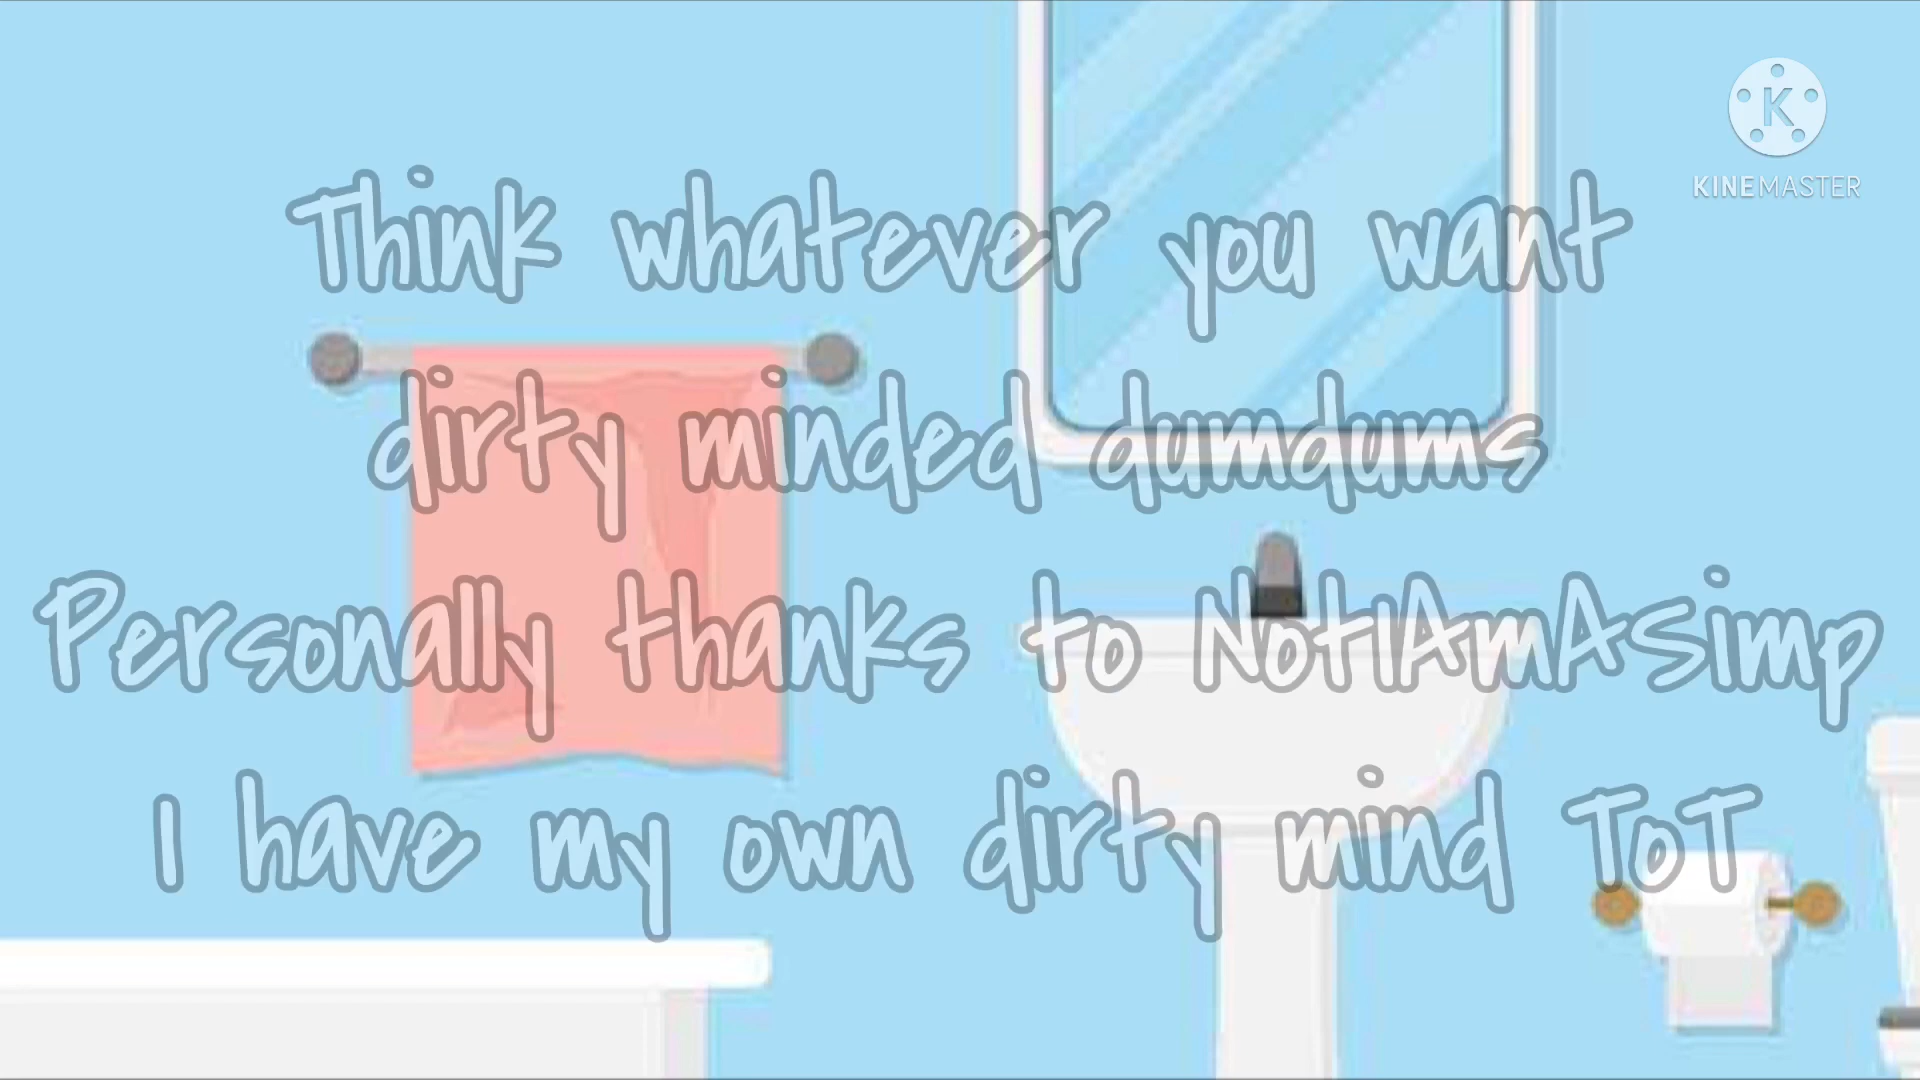 KINEMASTER
Think whatever you want
dirty minded dumdums
Personally thanks to NotIAmASimp
I have my own dirty mind ToT